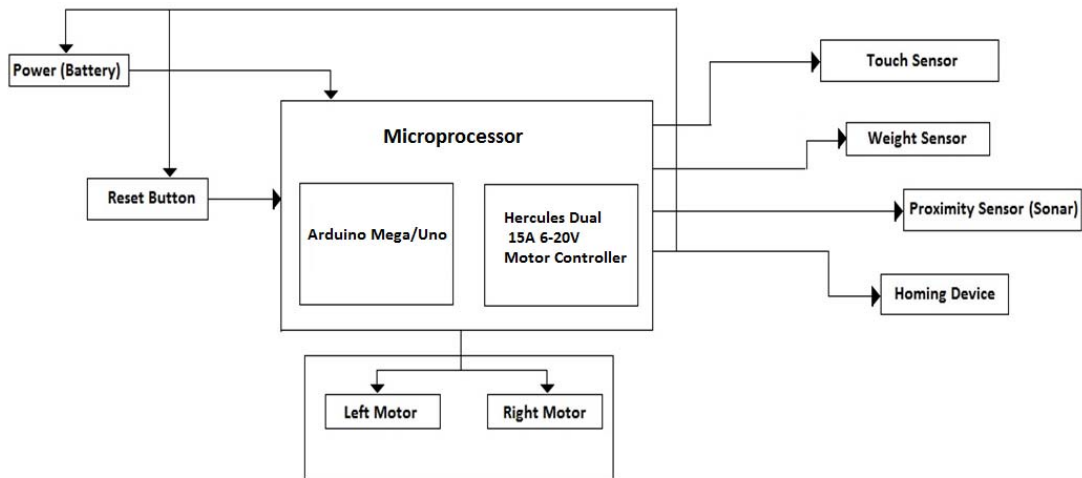 Power (Battery)
Touch Sensor
Microprocessor
Weight Sensor
Reset Button
Arduino Mega/Uno
Hercules Dual
15A 6-20V
Motor Controller
Proximity Sensor (Sonar)
Homing Device
Left Motor
Right Motor